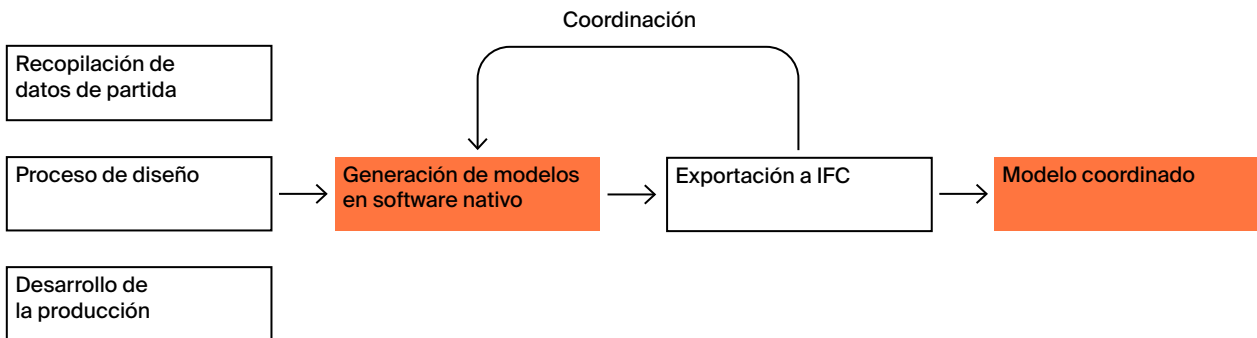 Coordinación
Recopilación de
datos de partida
Proceso de diseño
Generación de modelos
en software nativo
Exportación a IFC
Modelo coordinado
Desarrollo de
la producción